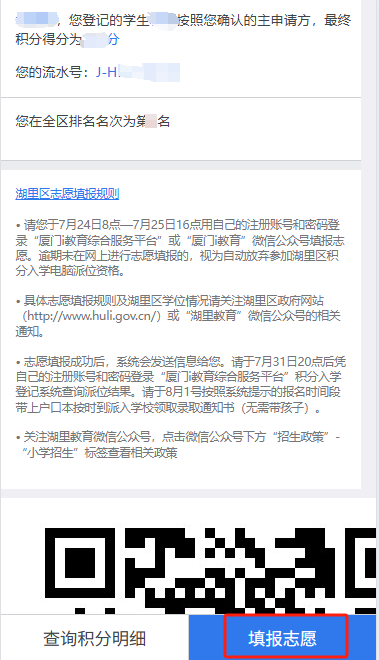 ，您登记的学生 按照您确认的主申请方，最终
积分得分为 分
您的流水号：J-H
您在全区排名名次为第 名
湖里区志愿填报规则
• 请您于7月24日8点—7月25日16点用自己的注册账号和密码登
录“厦门i教育综合服务平台”或“厦门i教育”微信公众号填报志
愿。逾期未在网上进行志愿填报的，视为自动放弃参加湖里区积
分入学电脑派位资格。
• 具体志愿填报规则及湖里区学位情况请关注湖里区政府网站
（http://www.huli.gov.cn/）或“湖里教育”微信公众号的相关
通知。
• 志愿填报成功后，系统会发送信息给您。请于7月31日20点后凭
自己的注册账号和密码登录“厦门i教育综合服务平台”积分入学
登记系统查询派位结果。请于8月1号按照系统提示的报名时间段
带上户口本按时到派入学校领取录取通知书（无需带孩子）。
• 关注湖里教育微信公众号，点击微信公众号下方“招生政策”-
“小学招生”标签查看相关政策
查询积分明细
填报志愿